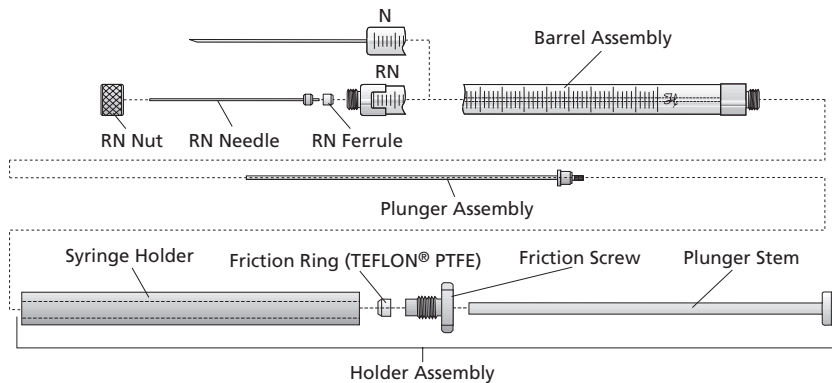 N
Barrel Assembly
RN
RN Nut
RN Needle
RN Ferrule
Plunger Assembly
Syringe Holder
Friction Ring (TEFLON® PTFE)
Friction Screw
Plunger Stem
Holder Assembly